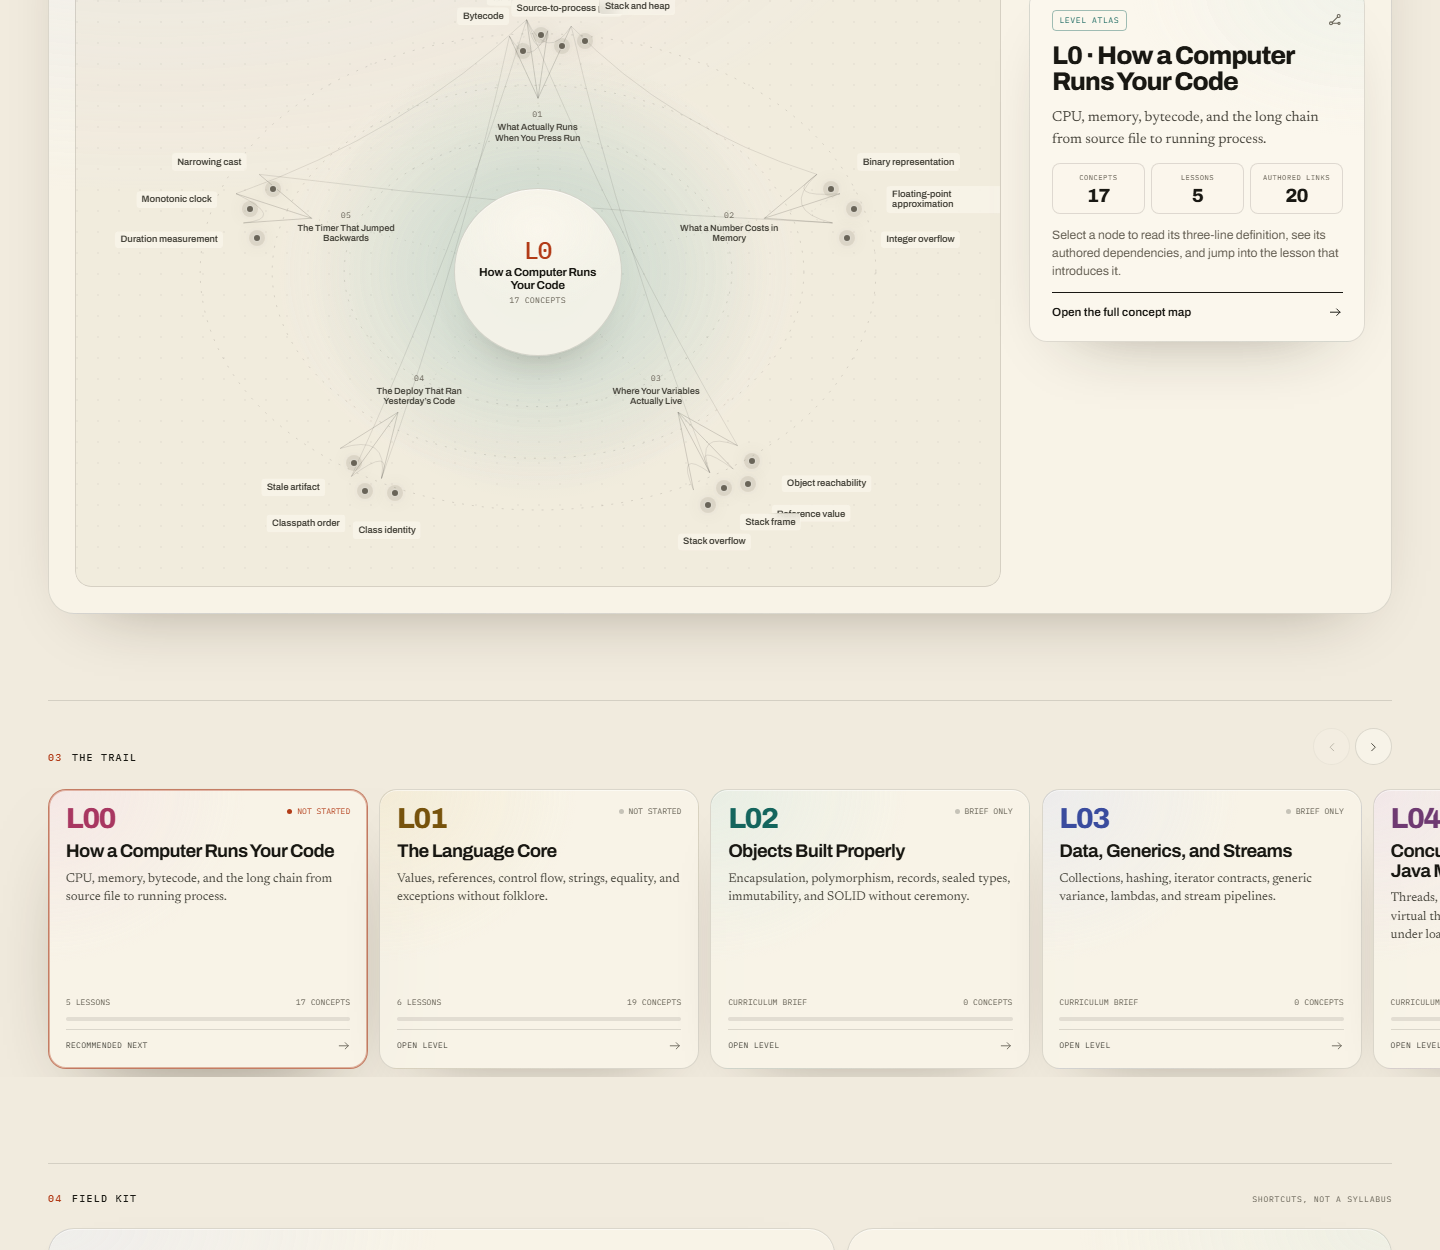 Source-to-process
Stack and heap
Bytecode
01
What Actually Runs
When You Press Run
Narrowing cast
Monotonic clock
Duration measurement
05
The Timer That Jumped
Backwards
Binary representation
Floating-point
approximation
Integer overflow
02
What a Number Costs in
Memory
L0
How a Computer Runs
Your Code
17 CONCEPTS
04
The Deploy That Ran
Yesterday's Code
03
Where Your Variables
Actually Live
Stale artifact
Classpath order
Class identity
Object reachability
Reference value
Stack frame
Stack overflow
LEVEL ATLAS
L0 · How a Computer
Runs Your Code
CPU, memory, bytecode, and the long chain
from source file to running process.
CONCEPTS
17
LESSONS
5
AUTHORED LINKS
20
Select a node to read its three-line definition, see its
authored dependencies, and jump into the lesson that
introduces it.
Open the full concept map
03 THE TRAIL
L00
NOT STARTED
How a Computer Runs Your Code
CPU, memory, bytecode, and the long chain from
source file to running process.
5 LESSONS
17 CONCEPTS
RECOMMENDED NEXT
L01
NOT STARTED
The Language Core
Values, references, control flow, strings, equality, and
exceptions without folklore.
6 LESSONS
19 CONCEPTS
OPEN LEVEL
L02
BRIEF ONLY
Objects Built Properly
Encapsulation, polymorphism, records, sealed types,
immutability, and SOLID without ceremony.
CURRICULUM BRIEF
0 CONCEPTS
OPEN LEVEL
L03
BRIEF ONLY
Data, Generics, and Streams
Collections, hashing, iterator contracts, generic
variance, lambdas, and stream pipelines.
CURRICULUM BRIEF
0 CONCEPTS
OPEN LEVEL
L04
Java
Threads,
virtual
under
OPEN
04 FIELD KIT
SHORTCUTS, NOT A SYLLABUS